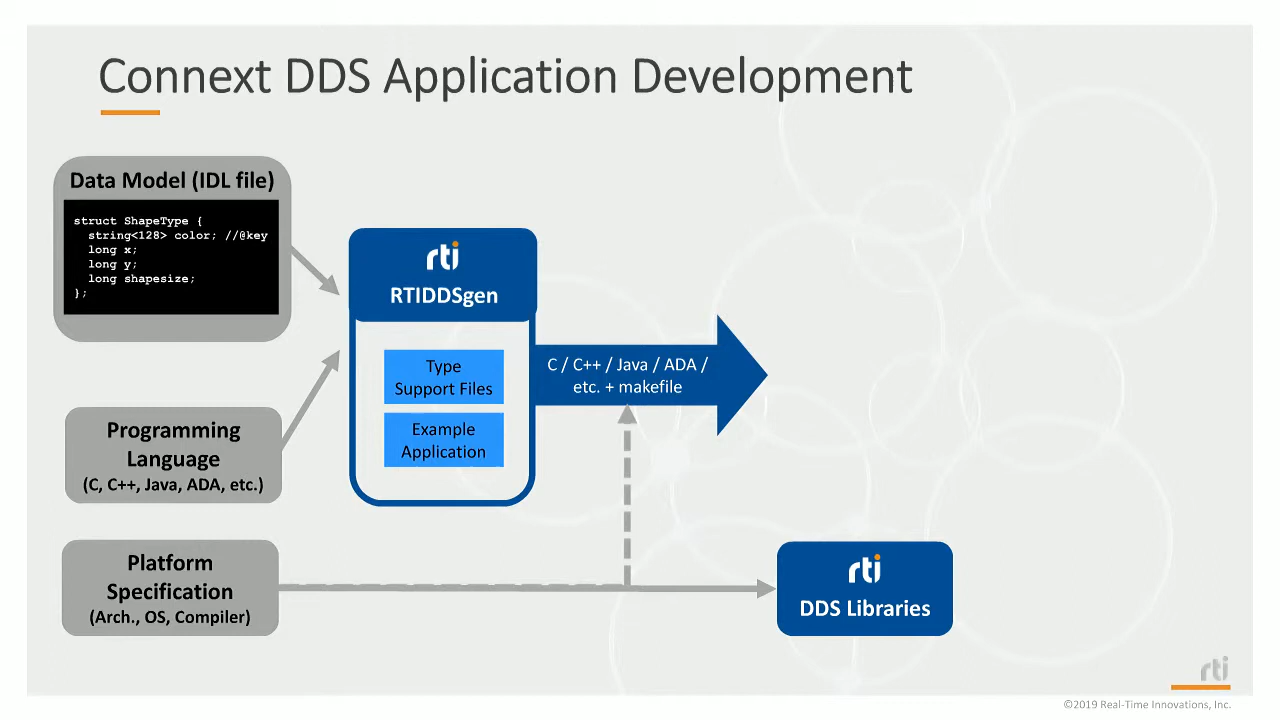 Connext DDS Application Development
Data Model (IDL file)
struct ShapeType {
string<128> color; //@key
long x;
long y;
long shapesize;
};
rti
RTIDDSgen
Type
Support Files
Example
Application
C / C++ / Java / ADA /
etc. + makefile
Programming
Language
(C, C++, Java, ADA, etc.)
Platform
Specification
(Arch., OS, Compiler)
rti
DDS Libraries
rti
©2019 Real-Time Innovations, Inc.